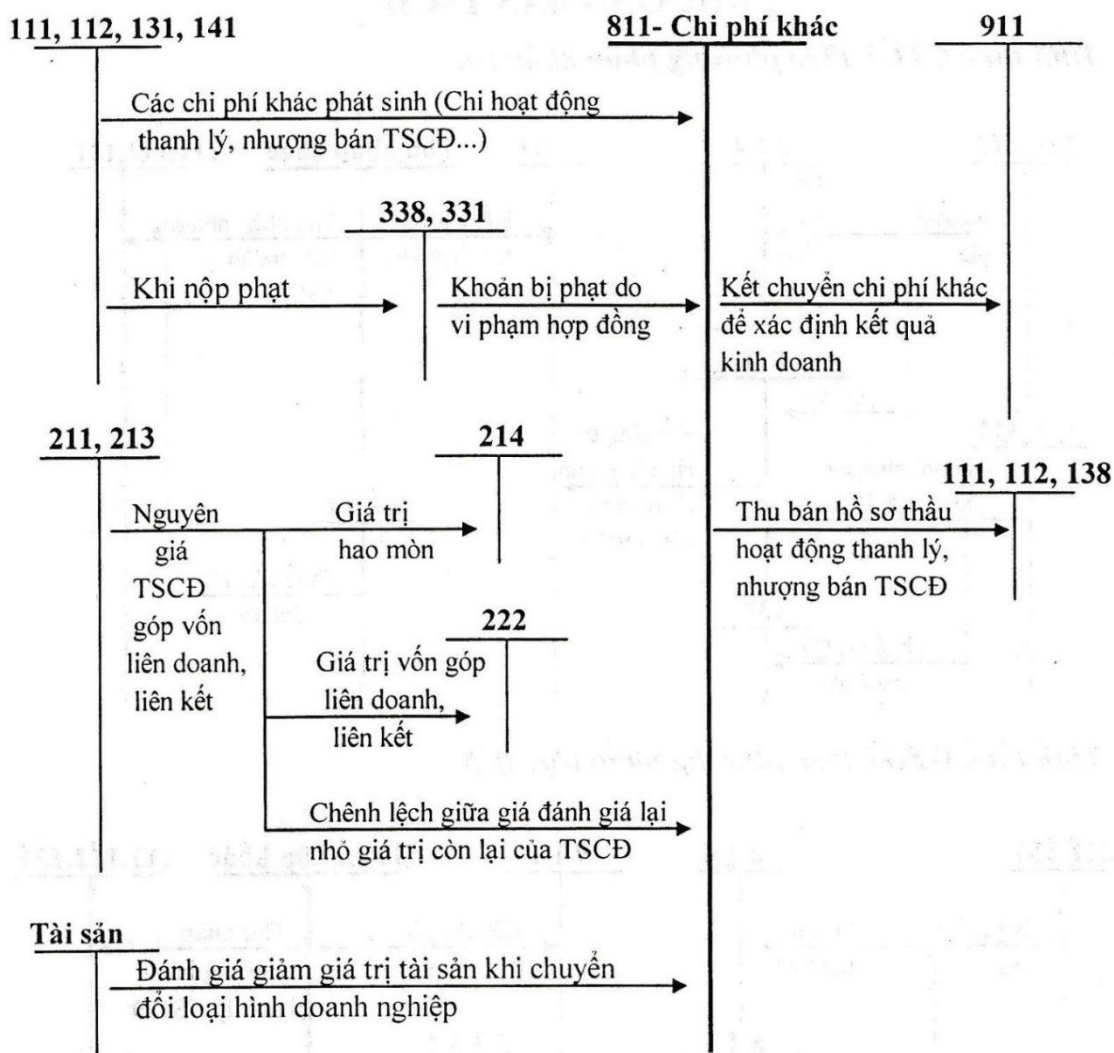 111, 112, 131, 141
811- Chi phí khác
911
Các chi phí khác phát sinh (Chi hoạt động
thanh lý, nhượng bán TSCĐ...)
338, 331
Khi nộp phạt
Khoản bị phạt do
vi phạm hợp đồng
Kết chuyển chi phí khác
để xác định kết quả
kinh doanh
211, 213
214
Nguyên
giá
TSCĐ
góp vốn
liên doanh,
liên kết
Giá trị
hao mòn
111, 112, 138
Thu bán hồ sơ thầu
hoạt động thanh lý,
nhượng bán TSCĐ
222
Giá trị vốn góp
liên doanh,
liên kết
Chênh lệch giữa giá đánh giá lại
nhỏ giá trị còn lại của TSCĐ
Tài sản
Đánh giá giảm giá trị tài sản khi chuyển
đổi loại hình doanh nghiệp